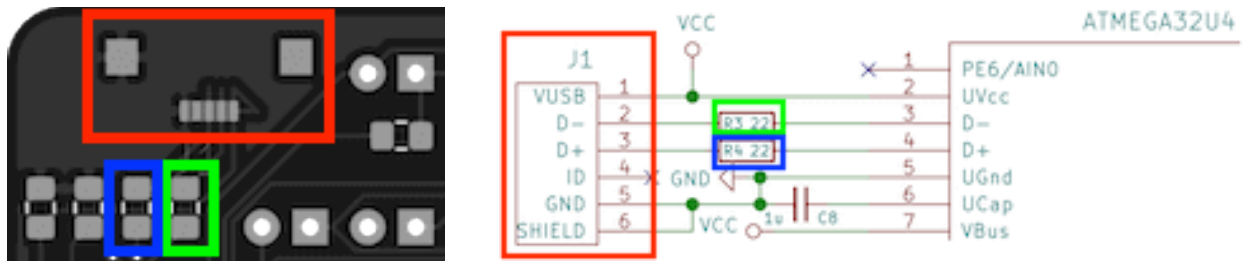 VCC
ATMEGA32U4
J1
1
VUSB
2
D-
3
D+
4
ID
5
GND
6
SHIELD
R3 22
R4 22
GND
1u
C8
VCC
1
PE6/AIN0
2
UVcc
3
D-
4
D+
5
UGnd
6
UCap
7
VBus